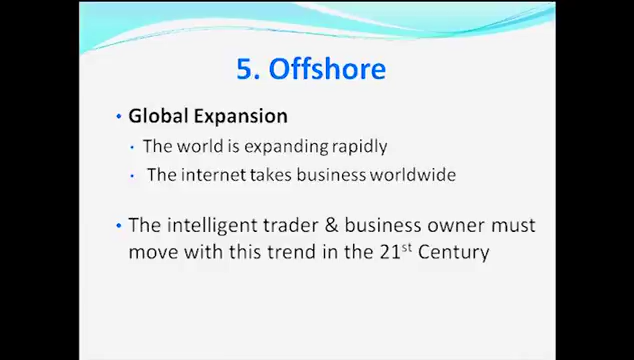 5. Offshore
• Global Expansion
• The world is expanding rapidly
• The internet takes business worldwide
• The intelligent trader & business owner must
move with this trend in the 21st Century